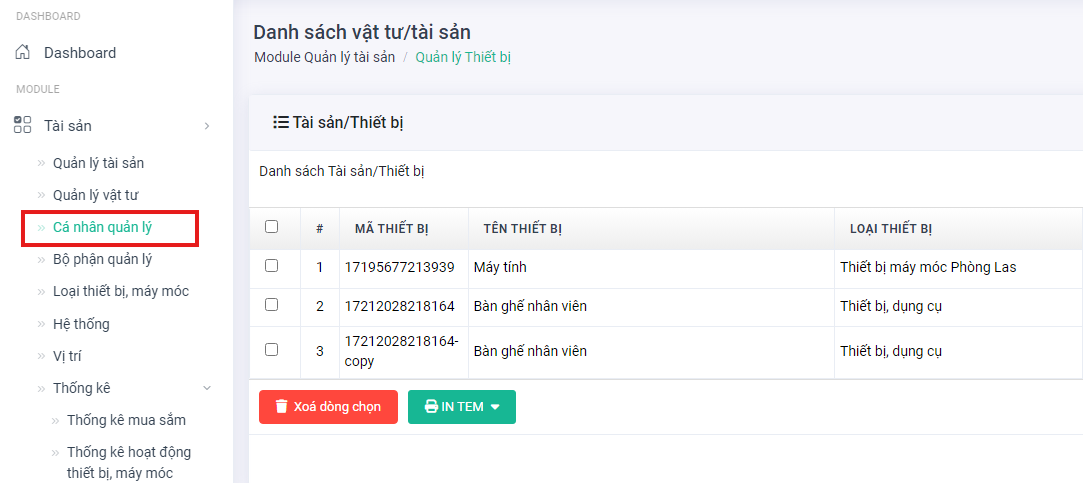 DASHBOARD
Dashboard
MODULE
Tài sản
Quản lý tài sản
Quản lý vật tư
Cá nhân quản lý
Bộ phận quản lý
Loại thiết bị, máy móc
Hệ thống
Vị trí
Thống kê
Thống kê mua sắm
Thống kê hoạt động
thiết bị, máy móc
Danh sách vật tư/tài sản
Module Quản lý tài sản / Quản lý Thiết bị
Tài sản/Thiết bị
Danh sách Tài sản/Thiết bị
# MÃ THIẾT BỊ TÊN THIẾT BỊ LOẠI THIẾT BỊ
1 17195677213939 Máy tính Thiết bị máy móc Phòng Las
2 17212028218164 Bàn ghế nhân viên Thiết bị, dụng cụ
3 17212028218164-copy Bàn ghế nhân viên Thiết bị, dụng cụ
Xoá dòng chọn IN TEM